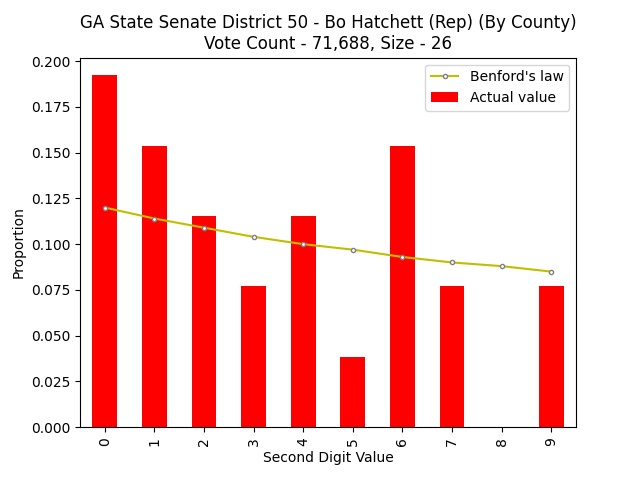 GA State Senate District 50 - Bo Hatchett (Rep) (By County)
Vote Count - 71,688, Size - 26
Benford's law
Actual value
0.200
0.175
0.150
0.125
0.100
0.075
0.050
0.025
0.000
Proportion
0 1 2 3 4 5 6 7 8 9
Second Digit Value